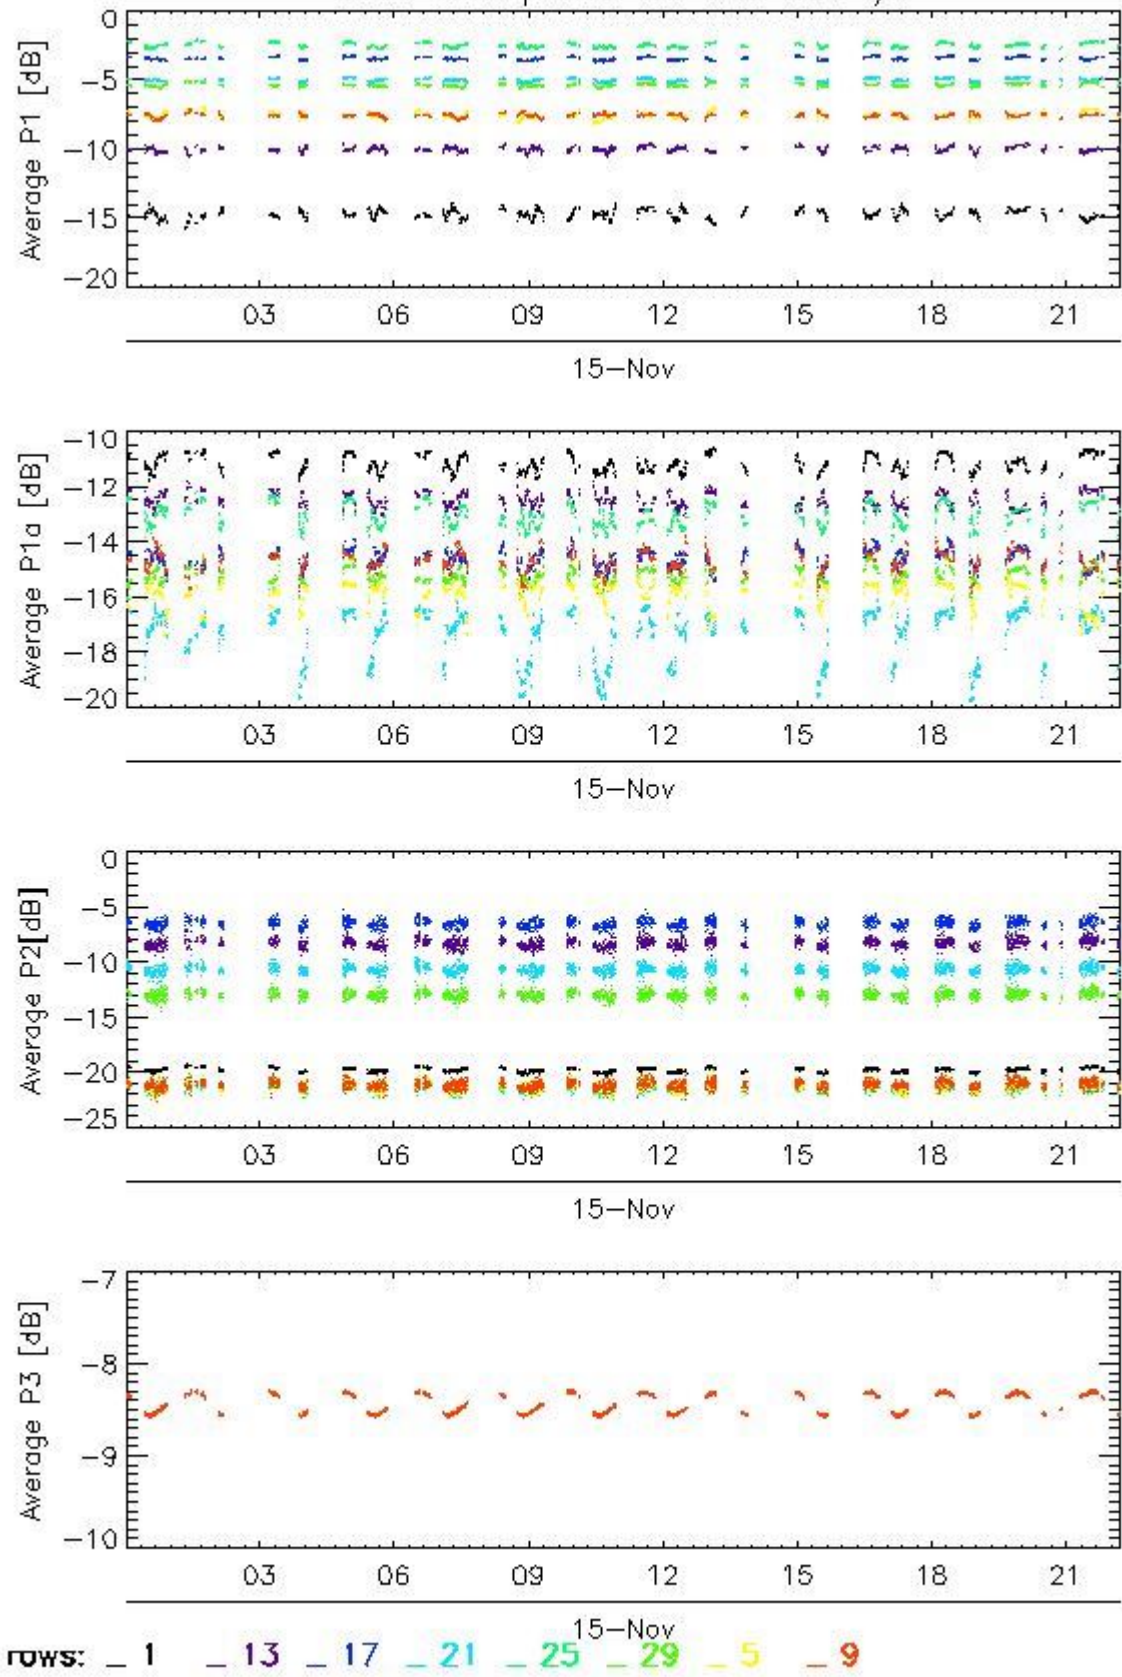 0
-5
-10
-15
-20
Average P1 [dB]
03 06 09 12 15 18 21
15-Nov
-10
-12
-14
-16
-18
-20
Average P1a [dB]
03 06 09 12 15 18 21
15-Nov
0
-5
-10
-15
-20
-25
Average P2[dB]
03 06 09 12 15 18 21
15-Nov
-7
-8
-9
-10
Average P3 [dB]
03 06 09 12 15 18 21
15-Nov
rows: _ 1 _ 13 _ 17 _ 21 _ 25 _ 29 _ 5 _ 9